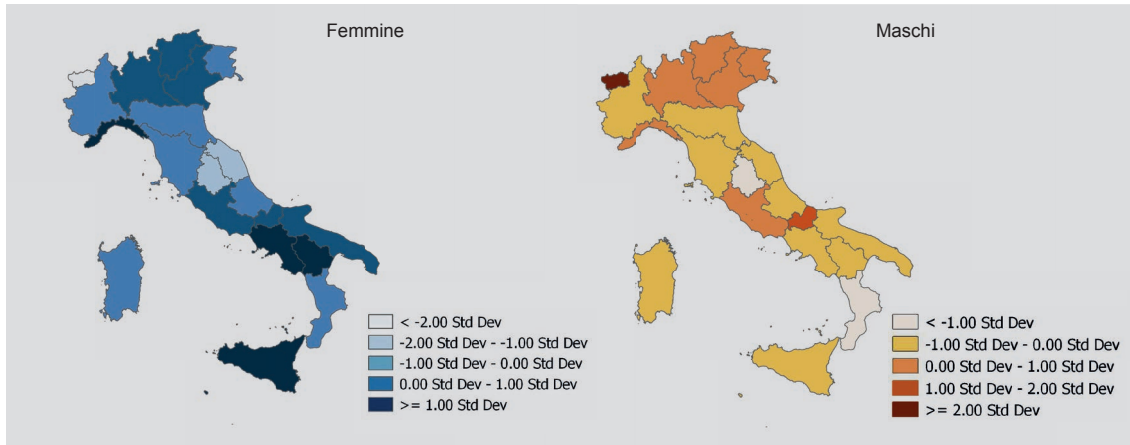 Femmine
Maschi
< -2.00 Std Dev
-2.00 Std Dev - -1.00 Std Dev
-1.00 Std Dev - 0.00 Std Dev
0.00 Std Dev - 1.00 Std Dev
>= 1.00 Std Dev
< -1.00 Std Dev
-1.00 Std Dev - 0.00 Std Dev
0.00 Std Dev - 1.00 Std Dev
1.00 Std Dev - 2.00 Std Dev
>= 2.00 Std Dev